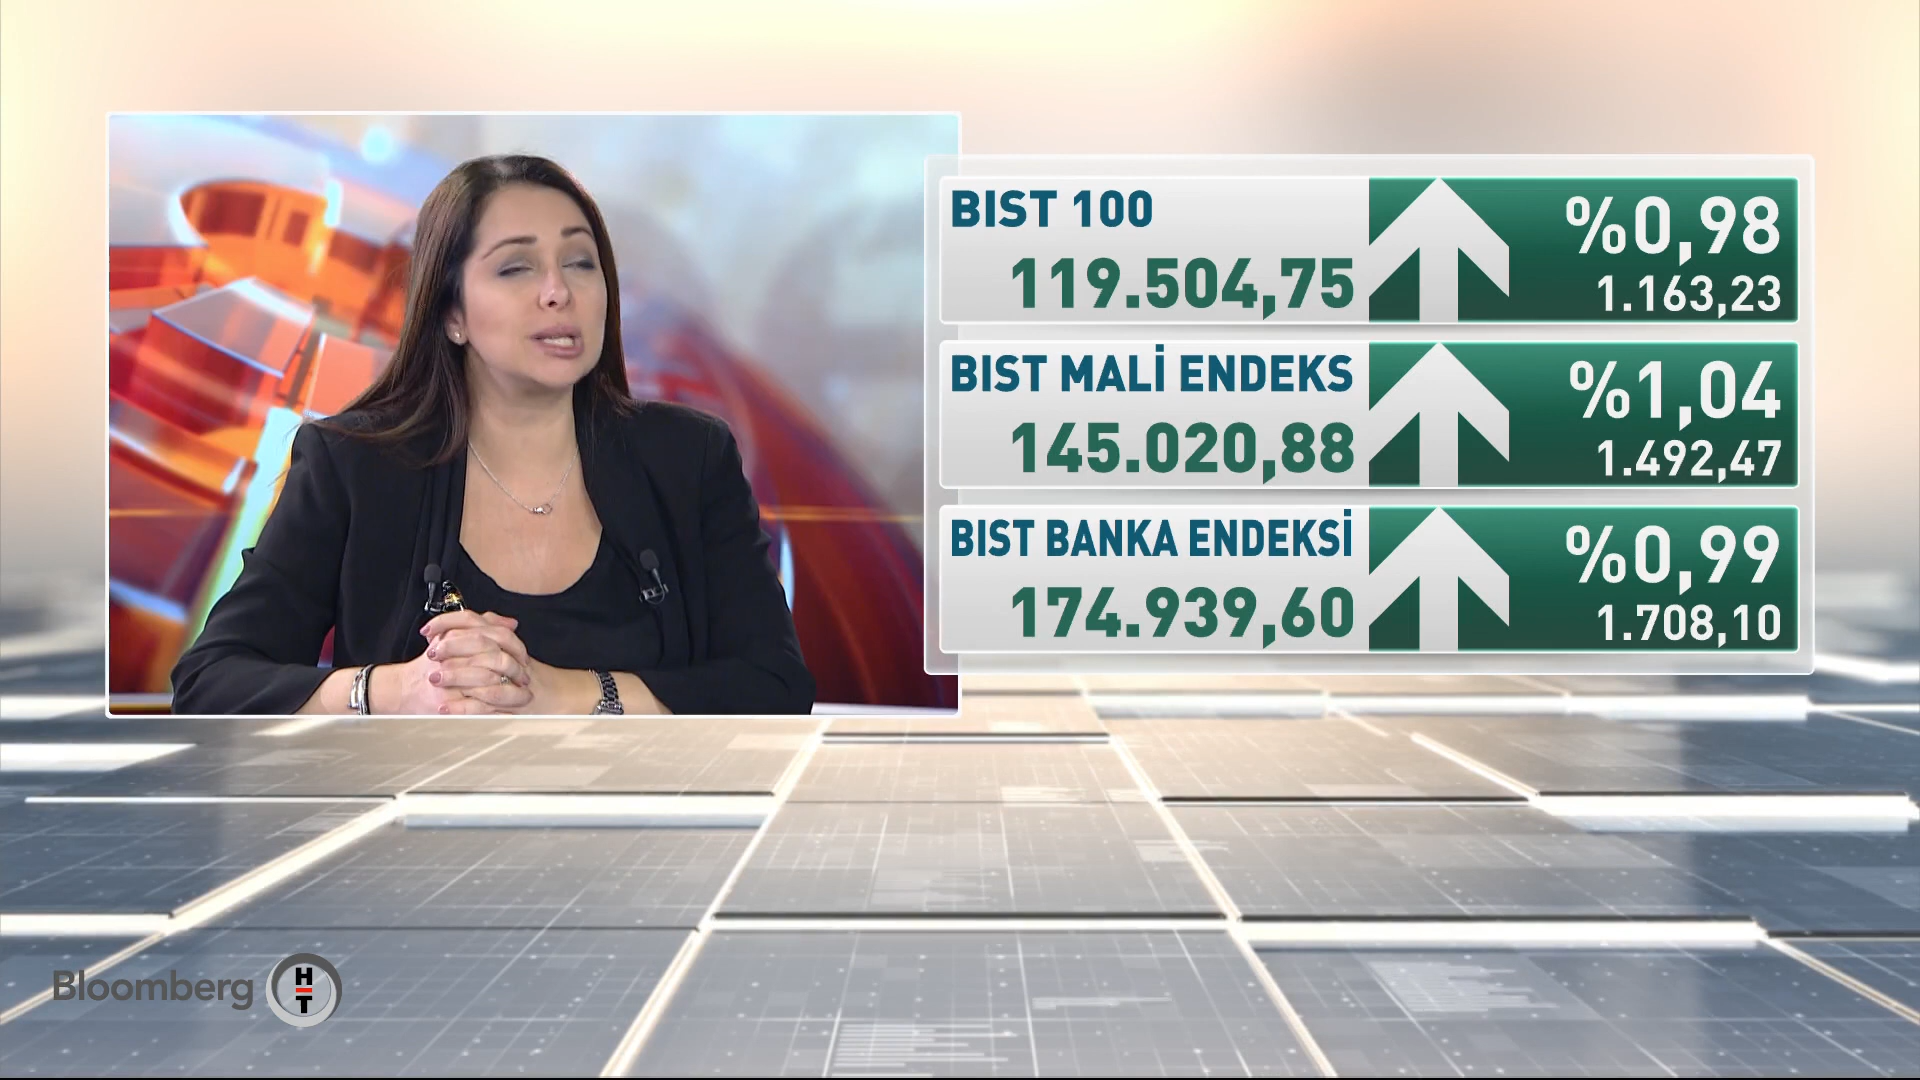 BIST 100
119.504,75
%0,98
1.163,23
BIST MALİ ENDEKS
145.020,88
%1,04
1.492,47
BIST BANKA ENDEKSİ
174.939,60
%0,99
1.708,10
Bloomberg HT